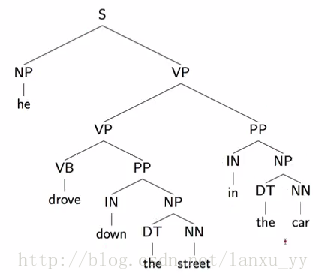 S
NP VP
he
VP PP
VB PP IN NP
drove IN NP in DT NN
down DT NN the car
the street
http://blog.csdn.net/lanxu_yy